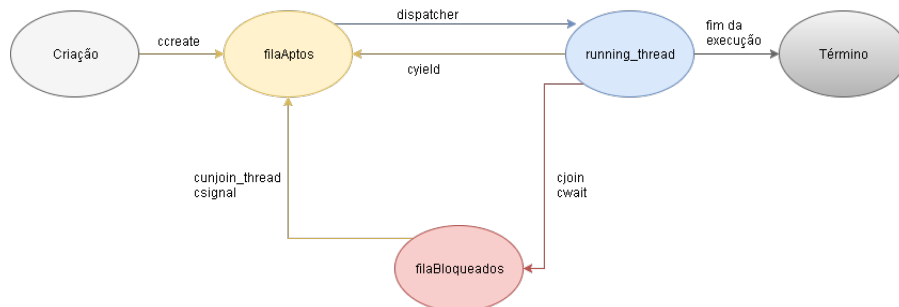 dispatcher
Criação
ccreate
filaAptos
cyield
running_thread
fim da
execução
Término
cunjoin_thread
csignal
cjoin
cwait
filaBloqueados